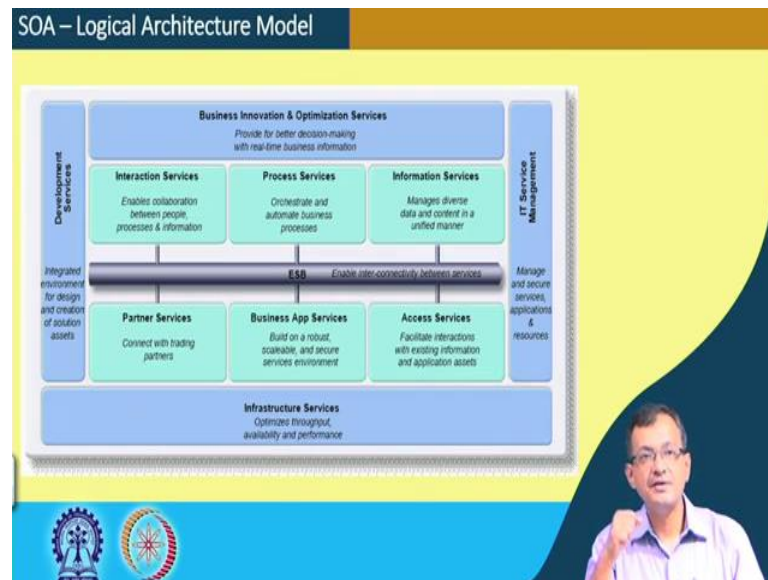 SOA – Logical Architecture Model
Business Innovation & Optimization Services
Provide for better decision-making
with real-time business information
Development
Services
Integrated
environment
for design
and creation
of solution
assets
Interaction Services
Enables collaboration
between people,
processes & information
Process Services
Orchestrate and
automate business
processes
Information Services
Manages diverse
data and content in a
unified manner
IT Service
Management
Manage
and secure
services,
applications
&
resources
ESB Enable inter-connectivity between services
Partner Services
Connect with trading
partners
Business App Services
Build on a robust,
scaleable, and secure
services environment
Access Services
Facilitate interactions
with existing information
and application assets
Infrastructure Services
Optimizes throughput,
availability and performance